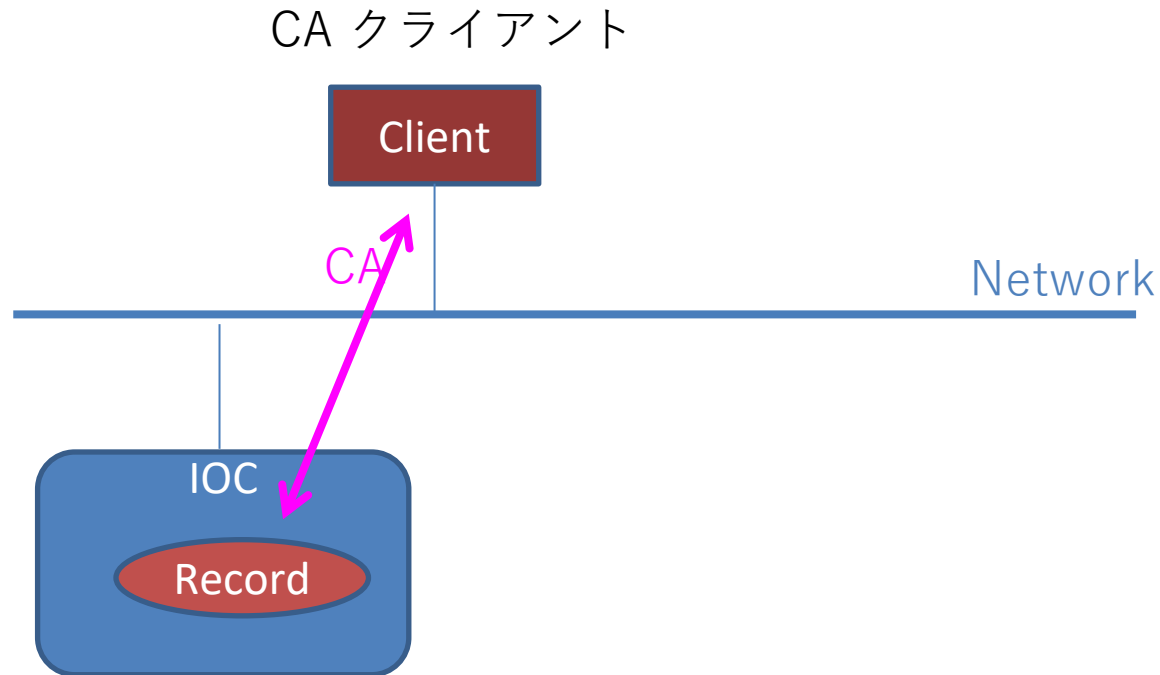 CA クライアント
Client
CA
Network
IOC
Record